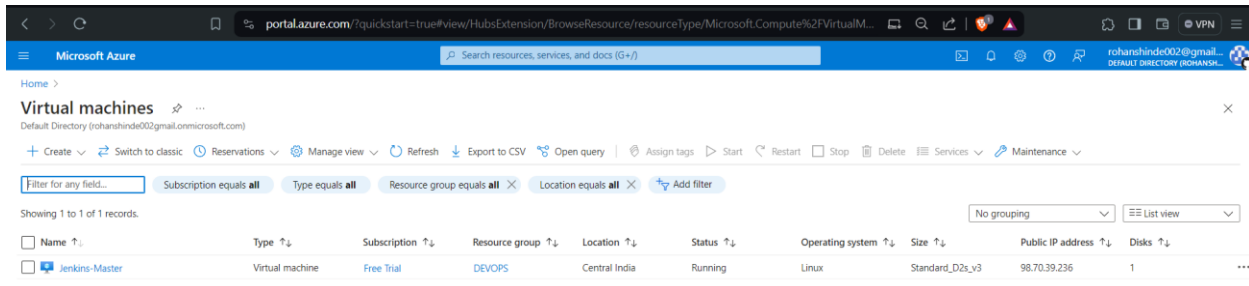 portal.azure.com/?quickstart=true#view/HubsExtension/BrowseResource/resourceType/Microsoft.Compute%2FVirtualM... VPN
Microsoft Azure Search resources, services, and docs (G+/) rohanshinde002@gmail...
DEFAULT DIRECTORY (ROHANSH...
Home >
Virtual machines ...
Default Directory (rohanshinde002gmail.onmicrosoft.com)
+ Create Switch to classic Reservations Manage view Refresh Export to CSV Open query Assign tags Start Restart Stop Delete Services Maintenance
Filter for any field... Subscription equals all Type equals all Resource group equals all Location equals all Add filter
Showing 1 to 1 of 1 records. No grouping List view
Name ↑↓ Type ↑↓ Subscription ↑↓ Resource group ↑↓ Location ↑↓ Status ↑↓ Operating system ↑↓ Size ↑↓ Public IP address ↑↓ Disks ↑↓
Jenkins-Master Virtual machine Free Trial DEVOPS Central India Running Linux Standard_D2s_v3 98.70.39.236 1 ...